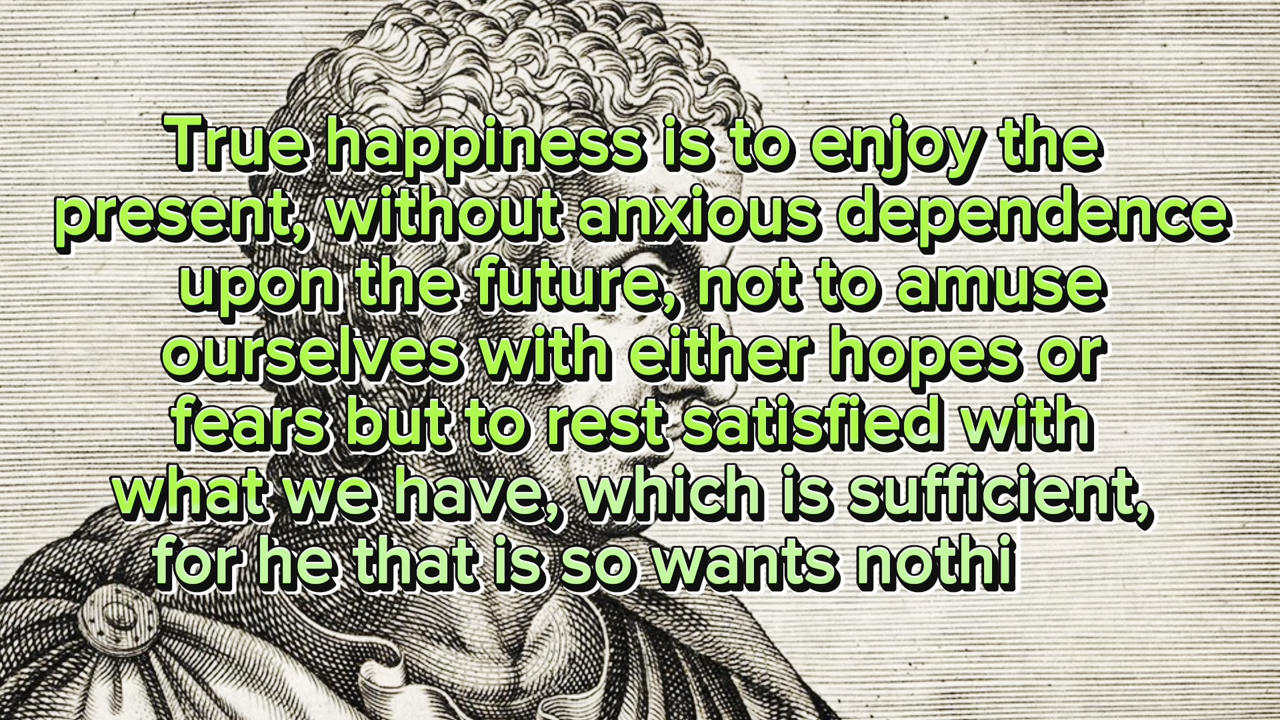 True happiness is to enjoy the
present, without anxious dependence
upon the future, not to amuse
ourselves with either hopes or
fears but to rest satisfied with
what we have, which is sufficient,
for he that is so wants nothi